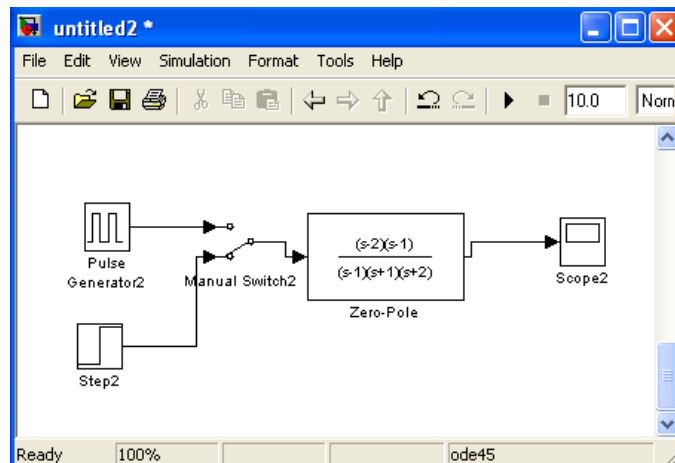 untitled2 *
File Edit View Simulation Format Tools Help
10.0 Norn
Pulse
Generator2
Manual Switch2
(s-2)(s-1)
(s-1)(s+1)(s+2)
Zero-Pole
Scope2
Step2
Ready 100% ode45